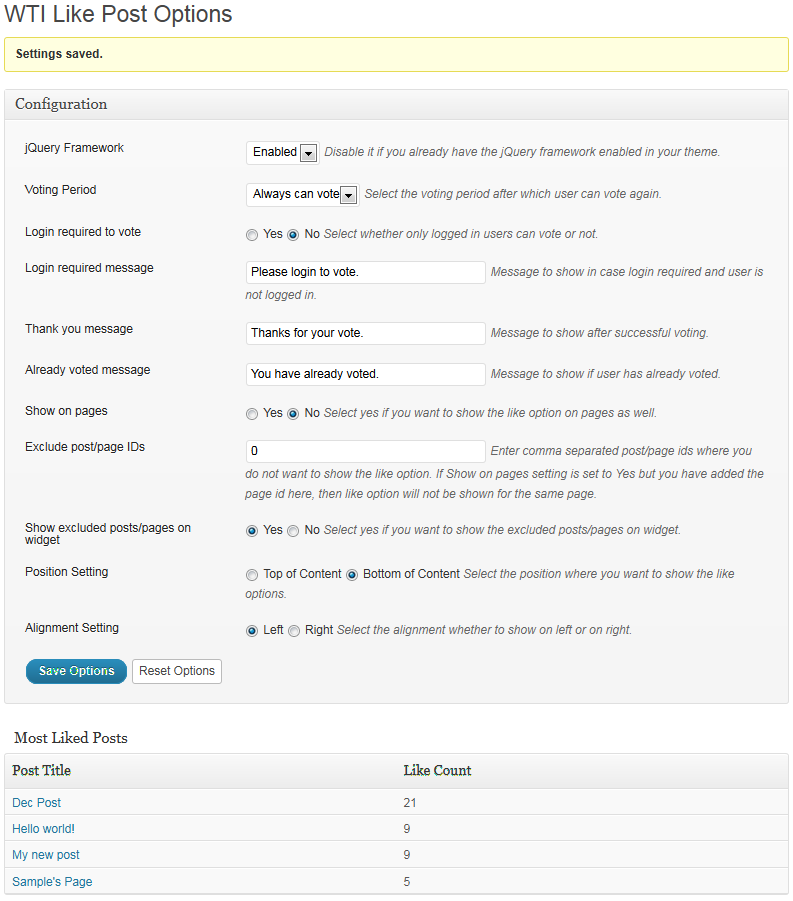 WTI Like Post Options
Settings saved.
Configuration
jQuery Framework
Enabled Disable it if you already have the jQuery framework enabled in your theme.
Voting Period
Always can vote Select the voting period after which user can vote again.
Login required to vote
Yes No Select whether only logged in users can vote or not.
Login required message
Please login to vote. Message to show in case login required and user is
not logged in.
Thank you message
Thanks for your vote. Message to show after successful voting.
Already voted message
You have already voted. Message to show if user has already voted.
Show on pages
Yes No Select yes if you want to show the like option on pages as well.
Exclude post/page IDs
0 Enter comma separated post/page ids where you
do not want to show the like option. If Show on pages setting is set to Yes but you have added the
page id here, then like option will not be shown for the same page.
Show excluded posts/pages on
widget
Yes No Select yes if you want to show the excluded posts/pages on widget.
Position Setting
Top of Content Bottom of Content Select the position where you want to show the like
options.
Alignment Setting
Left Right Select the alignment whether to show on left or on right.
Save Options Reset Options
Most Liked Posts
Post Title Like Count
Dec Post 21
Hello world! 9
My new post 9
Sample's Page 5